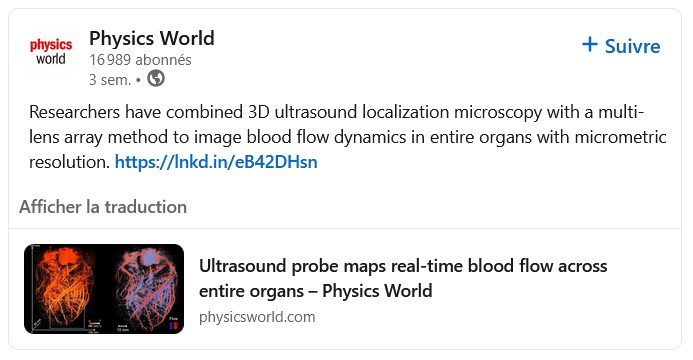 physics
world
Physics World
16 989 abonnés
3 sem. •
+ Suivre
Researchers have combined 3D ultrasound localization microscopy with a multi-
lens array method to image blood flow dynamics in entire organs with micrometric
resolution. https://lnkd.in/eB42DHsn
Afficher la traduction
Ultrasound probe maps real-time blood flow across
entire organs – Physics World
physicsworld.com